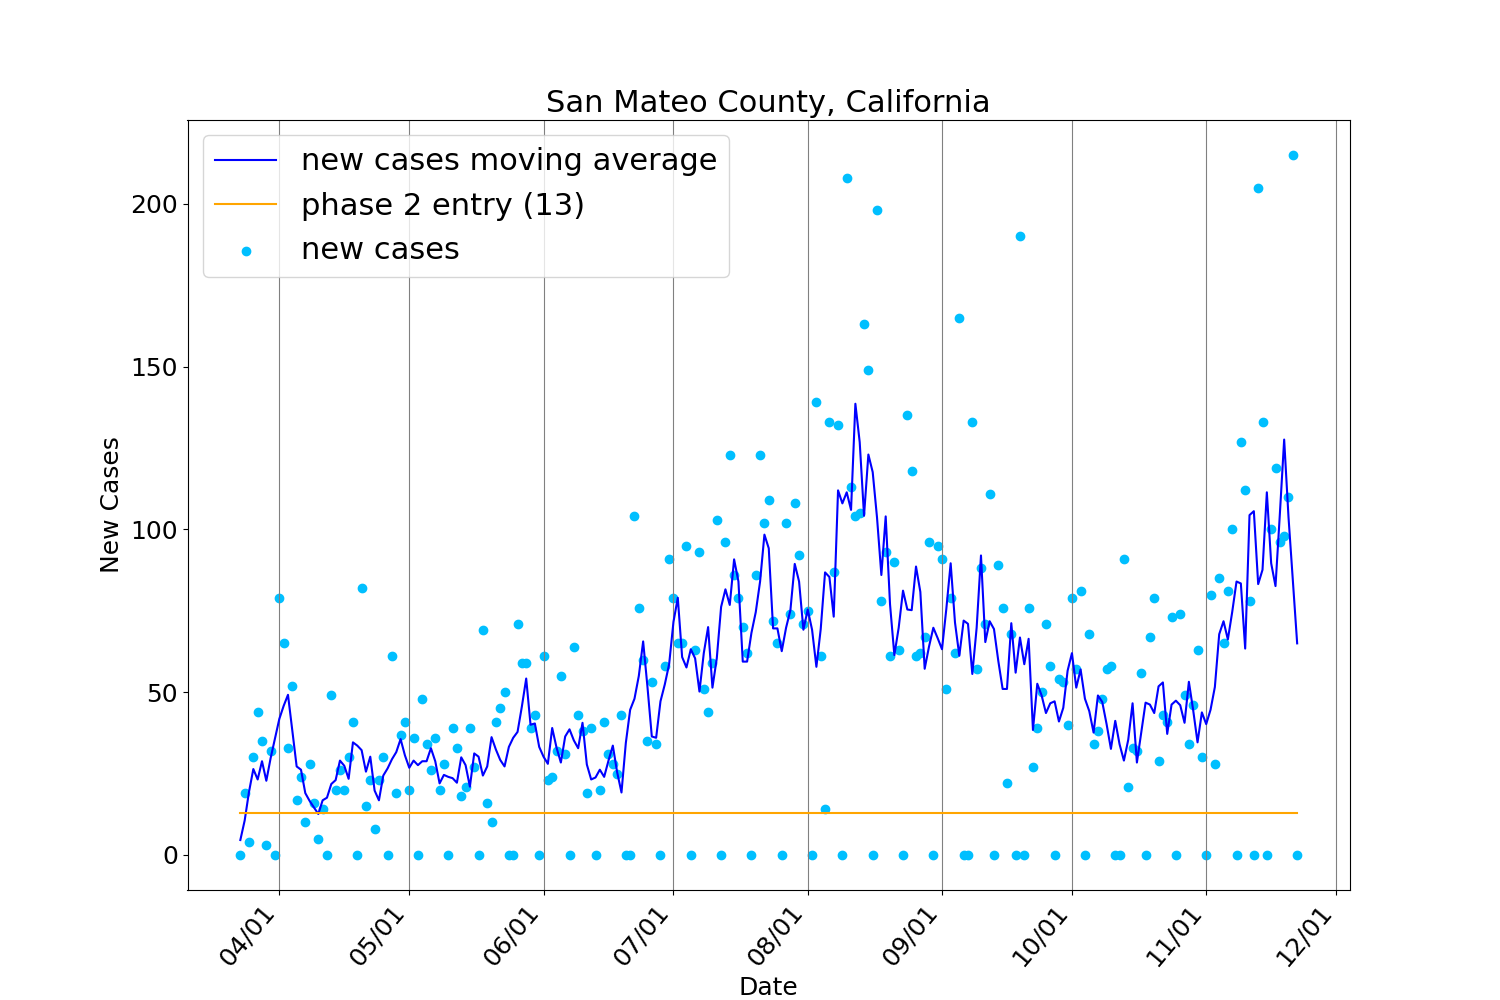 San Mateo County, California
new cases moving average
phase 2 entry (13)
new cases
New Cases
200
150
100
50
0
04/01
05/01
06/01
07/01
08/01
09/01
10/01
11/01
12/01
Date